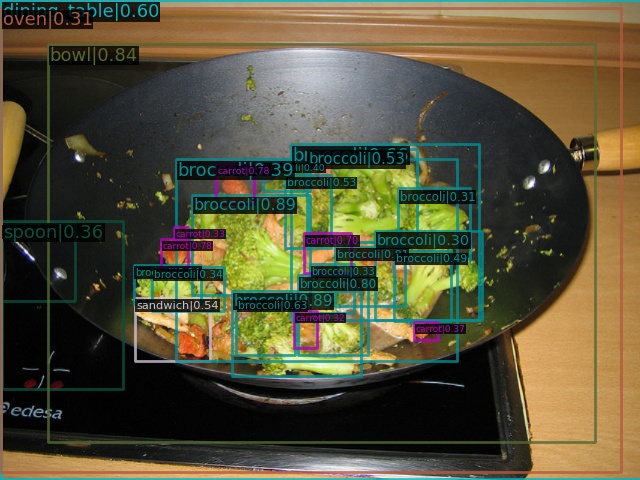 dining_table|0.60
oven|0.31
bowl|0.84
broccoli|0.53
carrot|0.78
broccoli|0.53
broccoli|0.89
broccoli|0.31
spoon|0.36
carrot|0.33
carrot|0.78
carrot|0.70
broccoli|0.30
broccoli|0.49
broccoli|0.34
broccoli|0.33
broccoli|0.80
sandwich|0.54
broccoli|0.89
broccoli|0.63
carrot|0.32
carrot|0.37
edesa